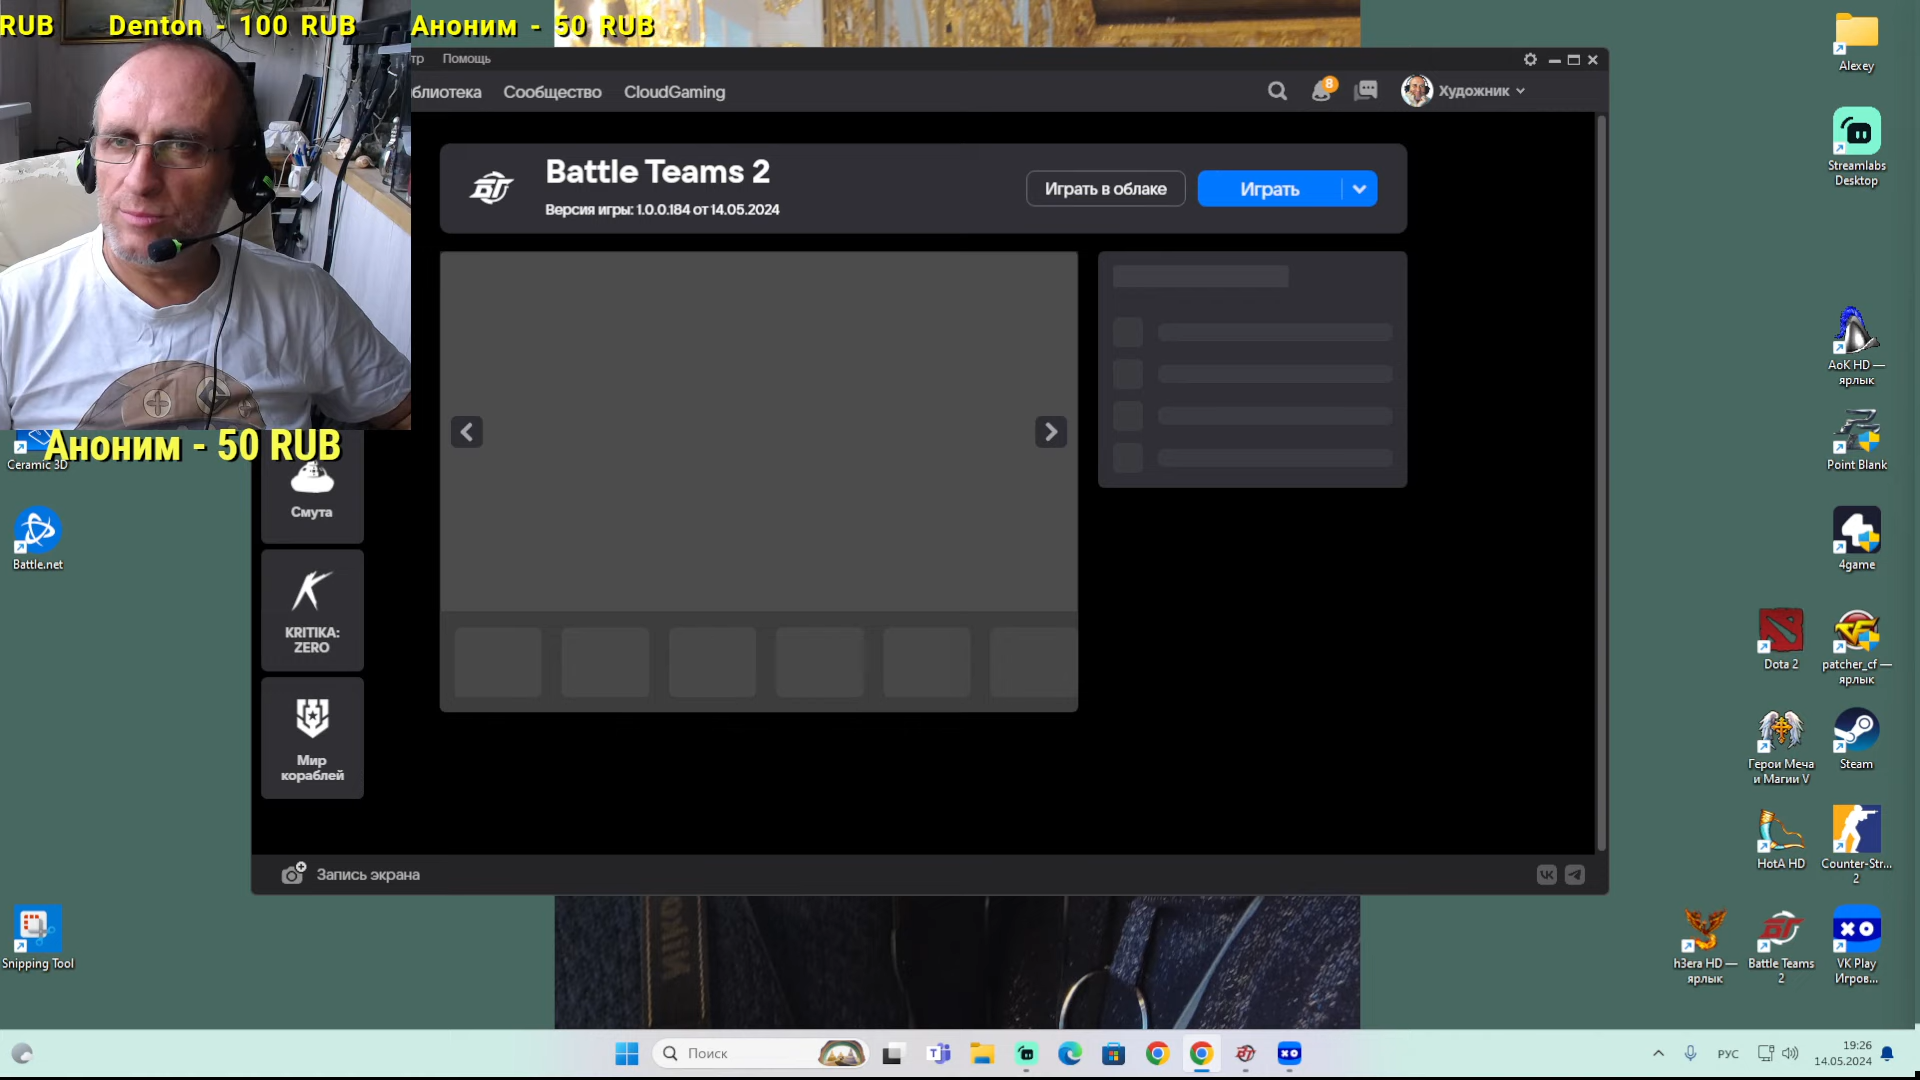 RUB Denton - 100 RUB Аноним - 50 RUB
тр Помощь
блиотека Сообщество CloudGaming
8
Художник
Battle Teams 2
Версия игры: 1.0.0.184 от 14.05.2024
Играть в облаке
Играть
Аноним - 50 RUB
Смута
KRITIKA:
ZERO
Мир
кораблей
Запись экрана
Ceramic 3D
Battle.net
Snipping Tool
Alexey
Streamlabs
Desktop
AoK HD —
ярлык
Point Blank
4game
Dota 2
patcher_cf —
ярлык
Герои Меча
и Магии V
Steam
HotA HD
Counter-Str...
2
h3era HD —
ярлык
Battle Teams
2
VK Play
Игров...
Поиск
РУС
19:26
14.05.2024